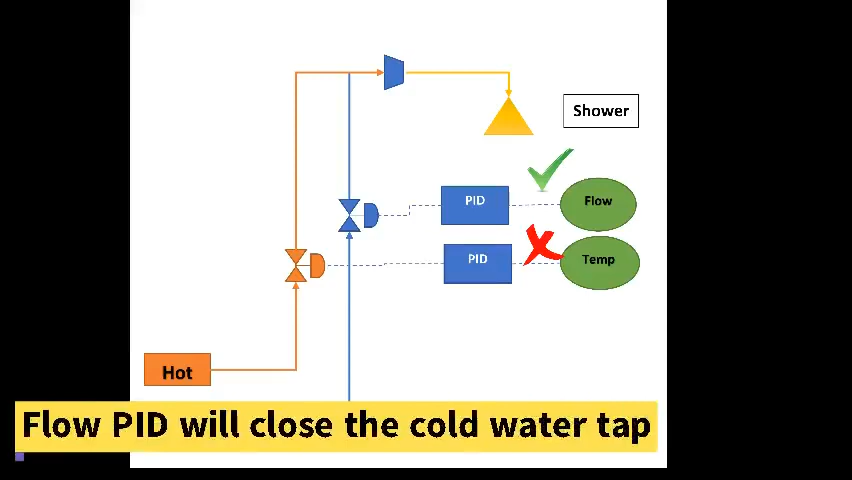 Shower
PID
Flow
PID
Temp
Hot
Flow PID will close the cold water tap